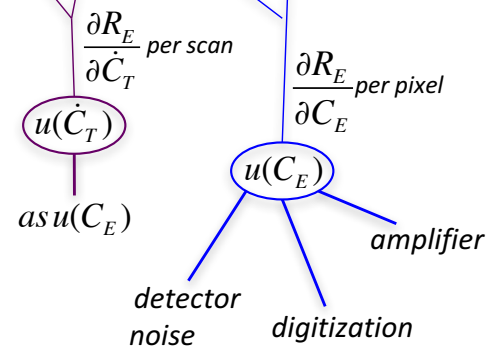 ∂R_E/∂Ċ_T per scan
∂R_E/∂C_E per pixel
u(Ċ_T)
u(C_E)
as u(C_E)
amplifier
detector
noise
digitization